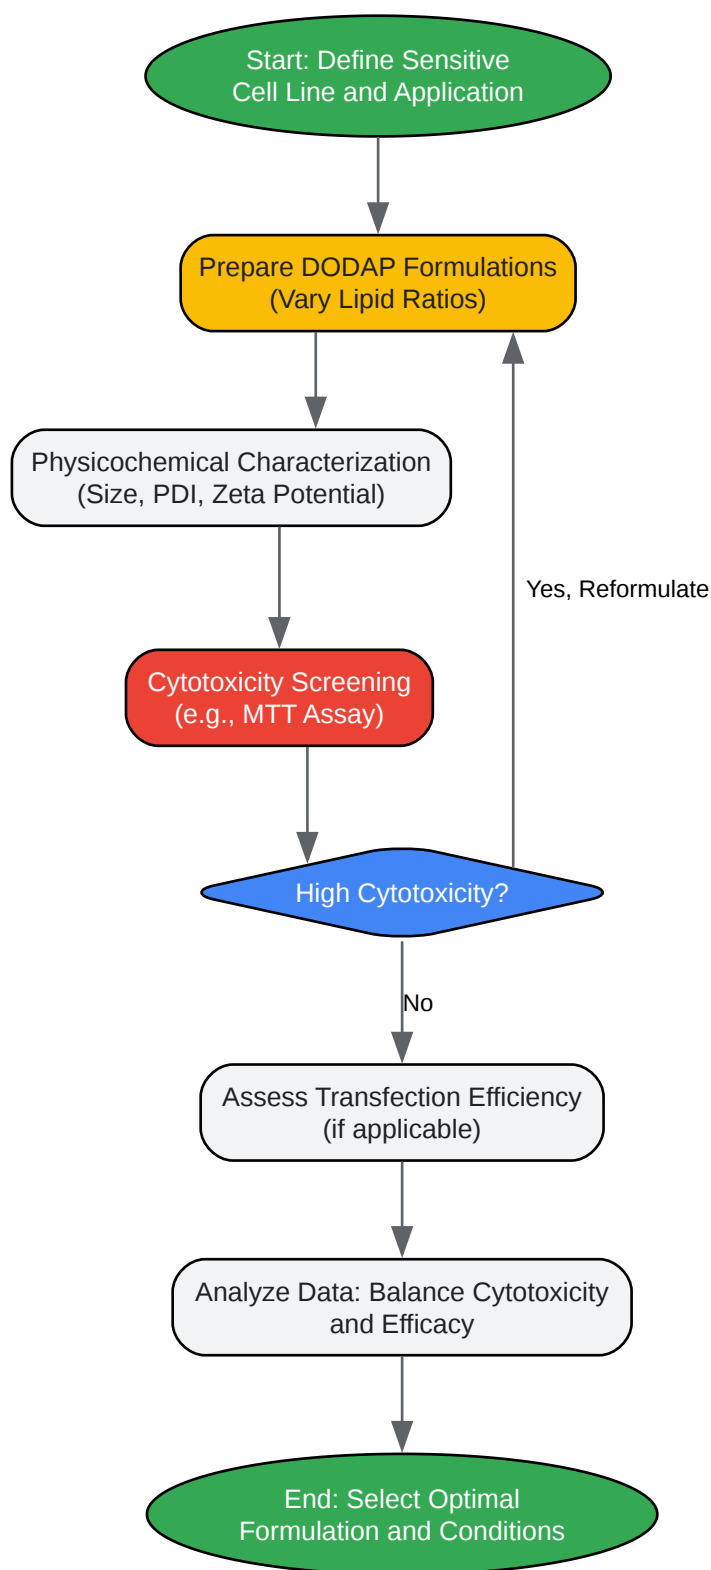 Start: Define Sensitive
Cell Line and Application
Prepare DODAP Formulations
(Vary Lipid Ratios)
Physicochemical Characterization
(Size, PDI, Zeta Potential)
Yes, Reformulate
Cytotoxicity Screening
(e.g., MTT Assay)
High Cytotoxicity?
No
Assess Transfection Efficiency
(if applicable)
Analyze Data: Balance Cytotoxicity
and Efficacy
End: Select Optimal
Formulation and Conditions